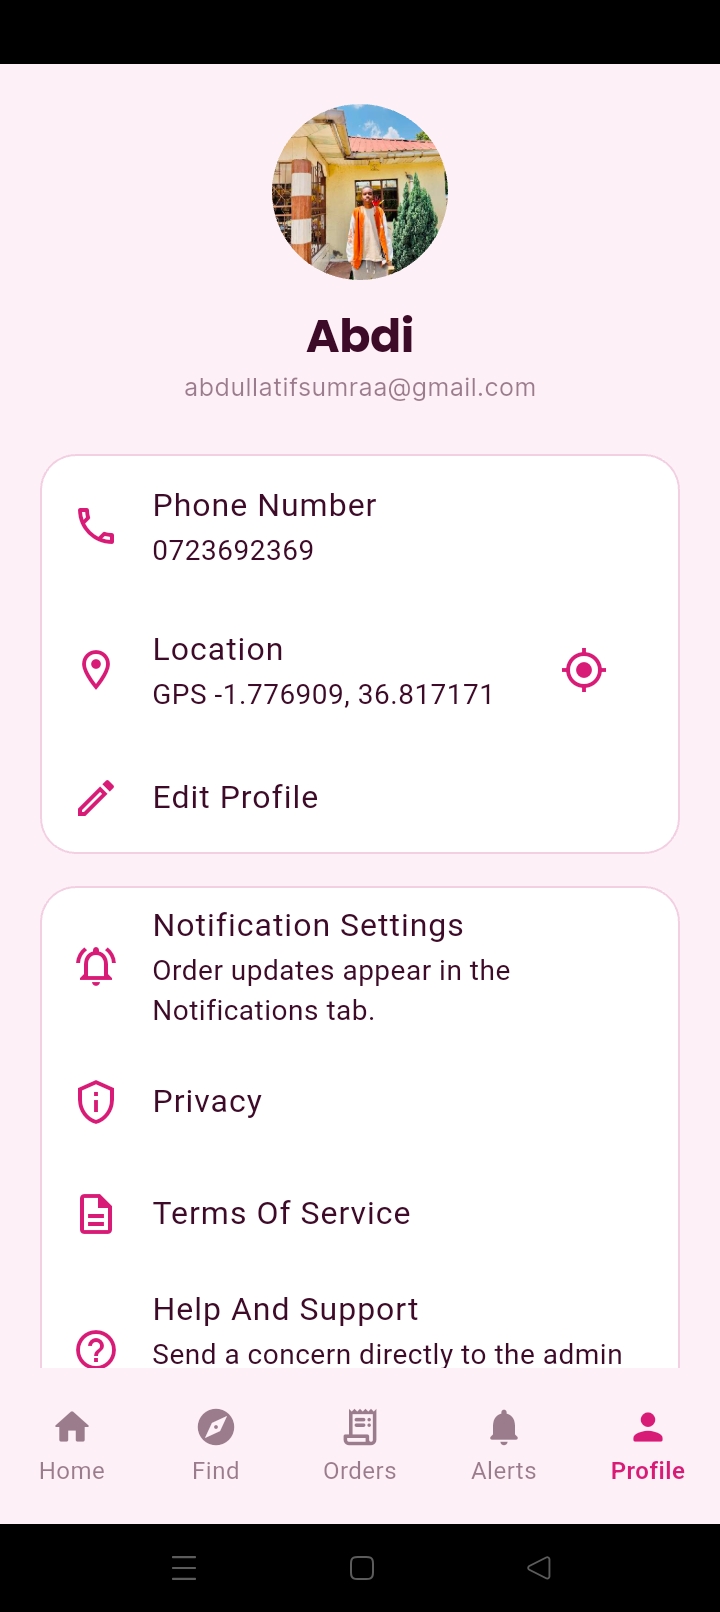 Abdi
abdullatifsumraa@gmail.com
Phone Number
0723692369
Location
GPS -1.776909, 36.817171
Edit Profile
Notification Settings
Order updates appear in the
Notifications tab.
Privacy
Terms Of Service
Help And Support
Send a concern directly to the admin
Home
Find
Orders
Alerts
Profile